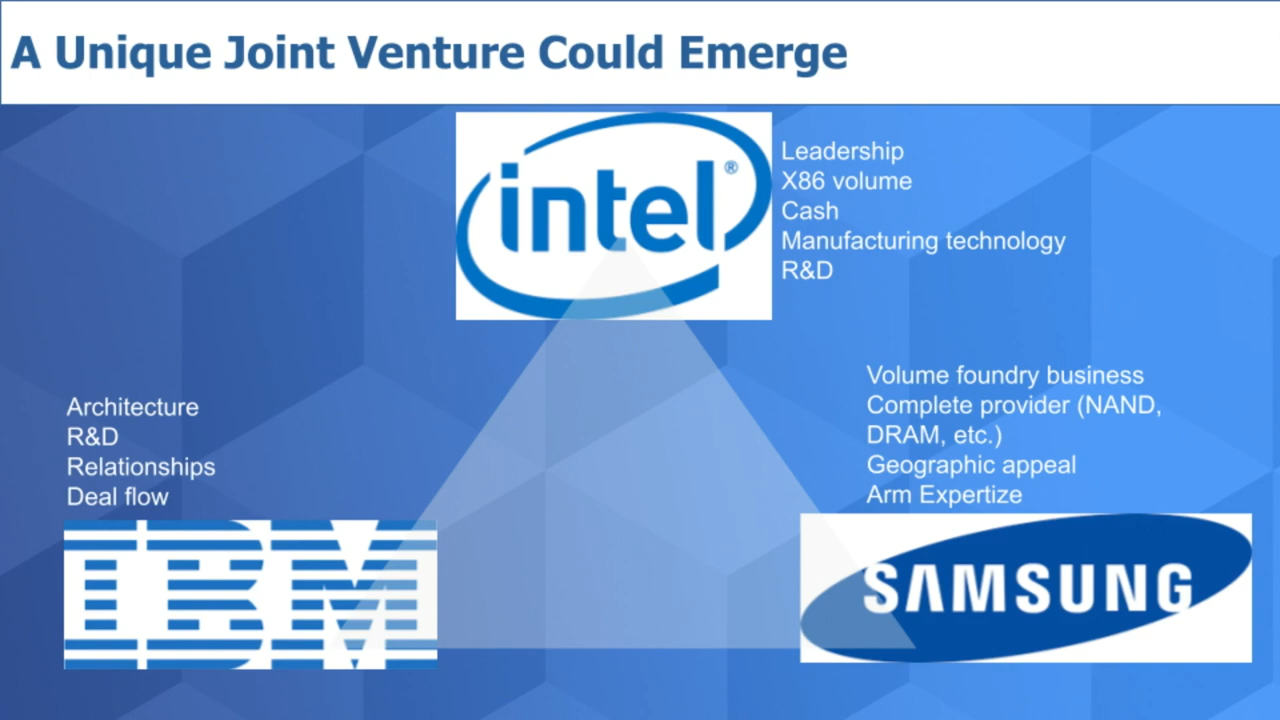 A Unique Joint Venture Could Emerge
intel®
Leadership
X86 volume
Cash
Manufacturing technology
R&D
Architecture
R&D
Relationships
Deal flow
IBM
Volume foundry business
Complete provider (NAND,
DRAM, etc.)
Geographic appeal
Arm Expertize
SAMSUNG